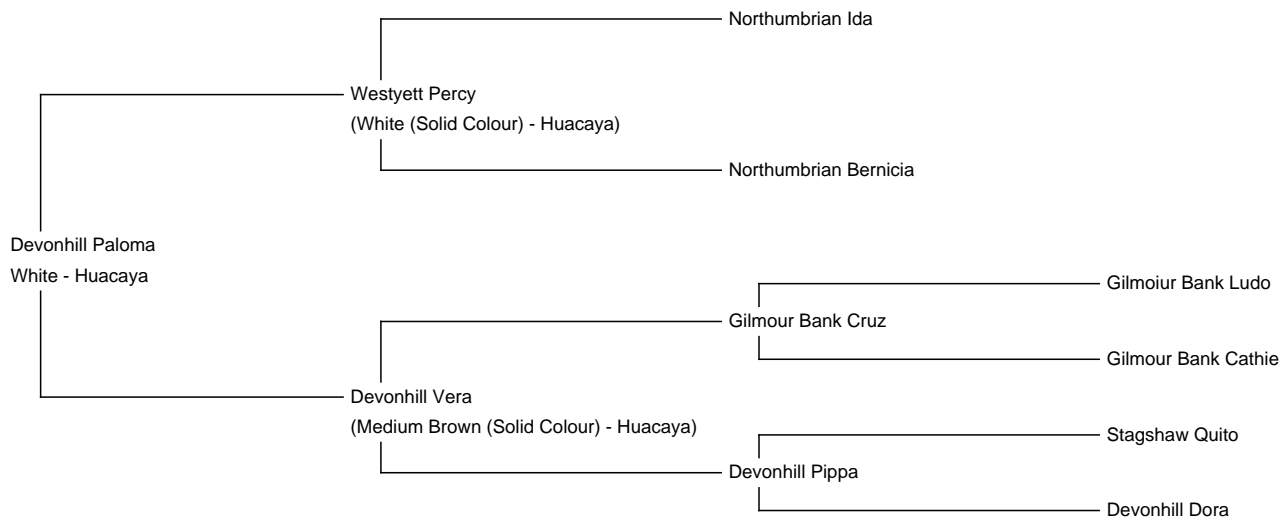 Northumbrian Ida
Westyett Percy
(White (Solid Colour) - Huacaya)
Northumbrian Bernicia
Devonhill Paloma
White - Huacaya
Gilmoiur Bank Ludo
Gilmour Bank Cruz
Gilmour Bank Cathie
Devonhill Vera
(Medium Brown (Solid Colour) - Huacaya)
Stagshaw Quito
Devonhill Pippa
Devonhill Dora